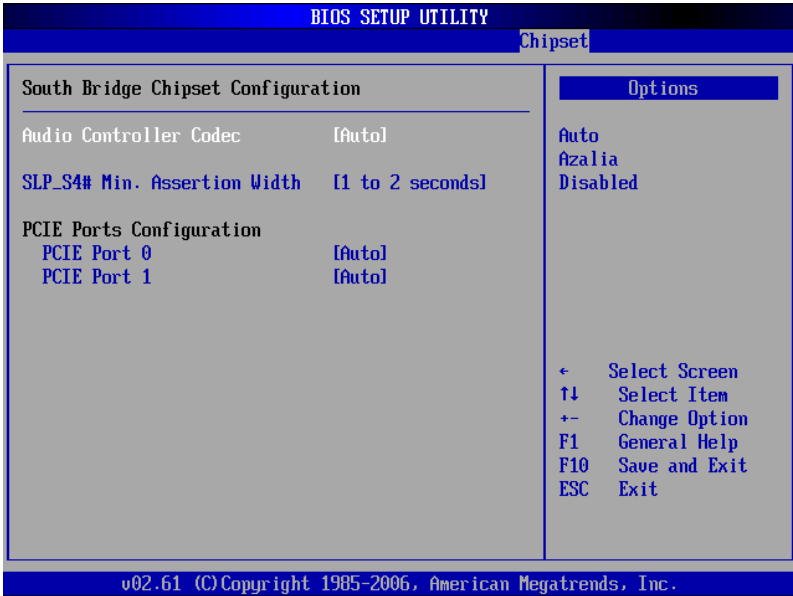 BIOS SETUP UTILITY
Chipset
South Bridge Chipset Configuration
Audio Controller Codec [Auto]
SLP_S4# Min. Assertion Width [1 to 2 seconds]
PCIE Ports Configuration
PCIE Port 0 [Auto]
PCIE Port 1 [Auto]
Options
Auto
Azalia
Disabled
← Select Screen
↑↓ Select Item
+- Change Option
F1 General Help
F10 Save and Exit
ESC Exit
v02.61 (C)Copyright 1985-2006, American Megatrends, Inc.